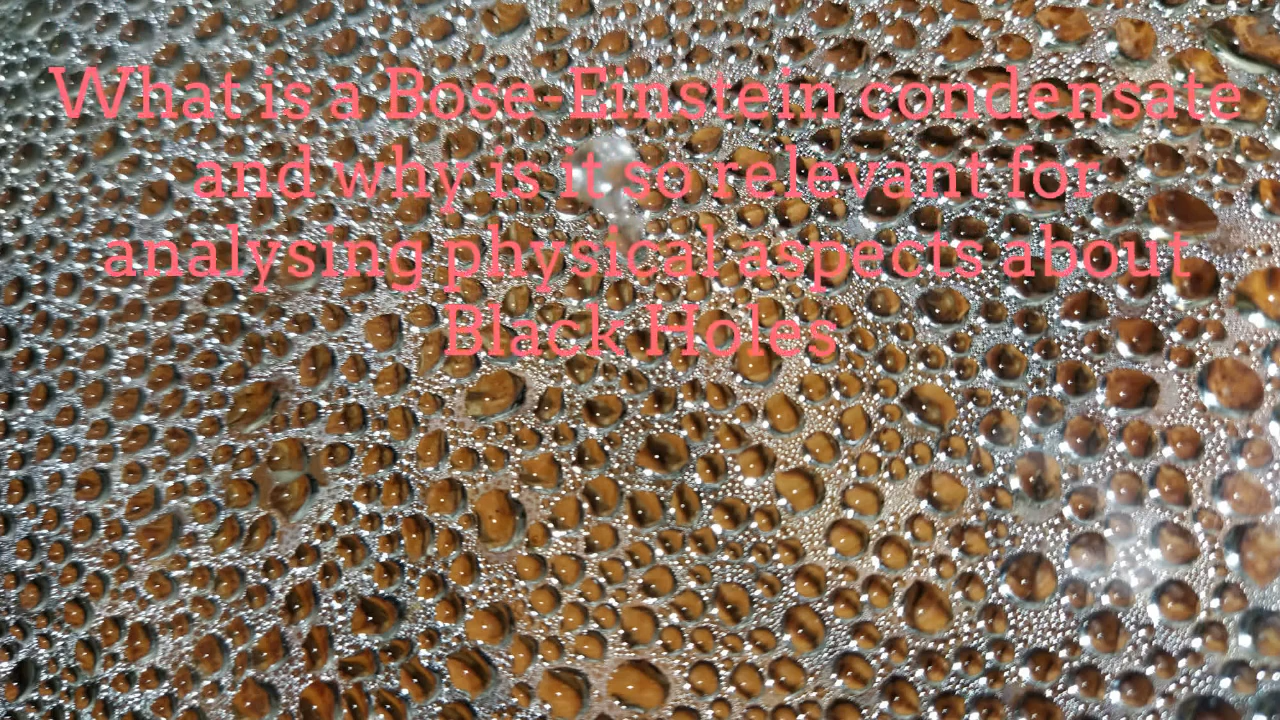 What is a Bose-Einstein condensate
and why is it so relevant for
analysing physical aspects about
Black Holes